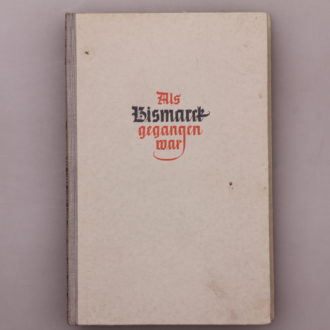 Als
Bismarck
gegangen
war